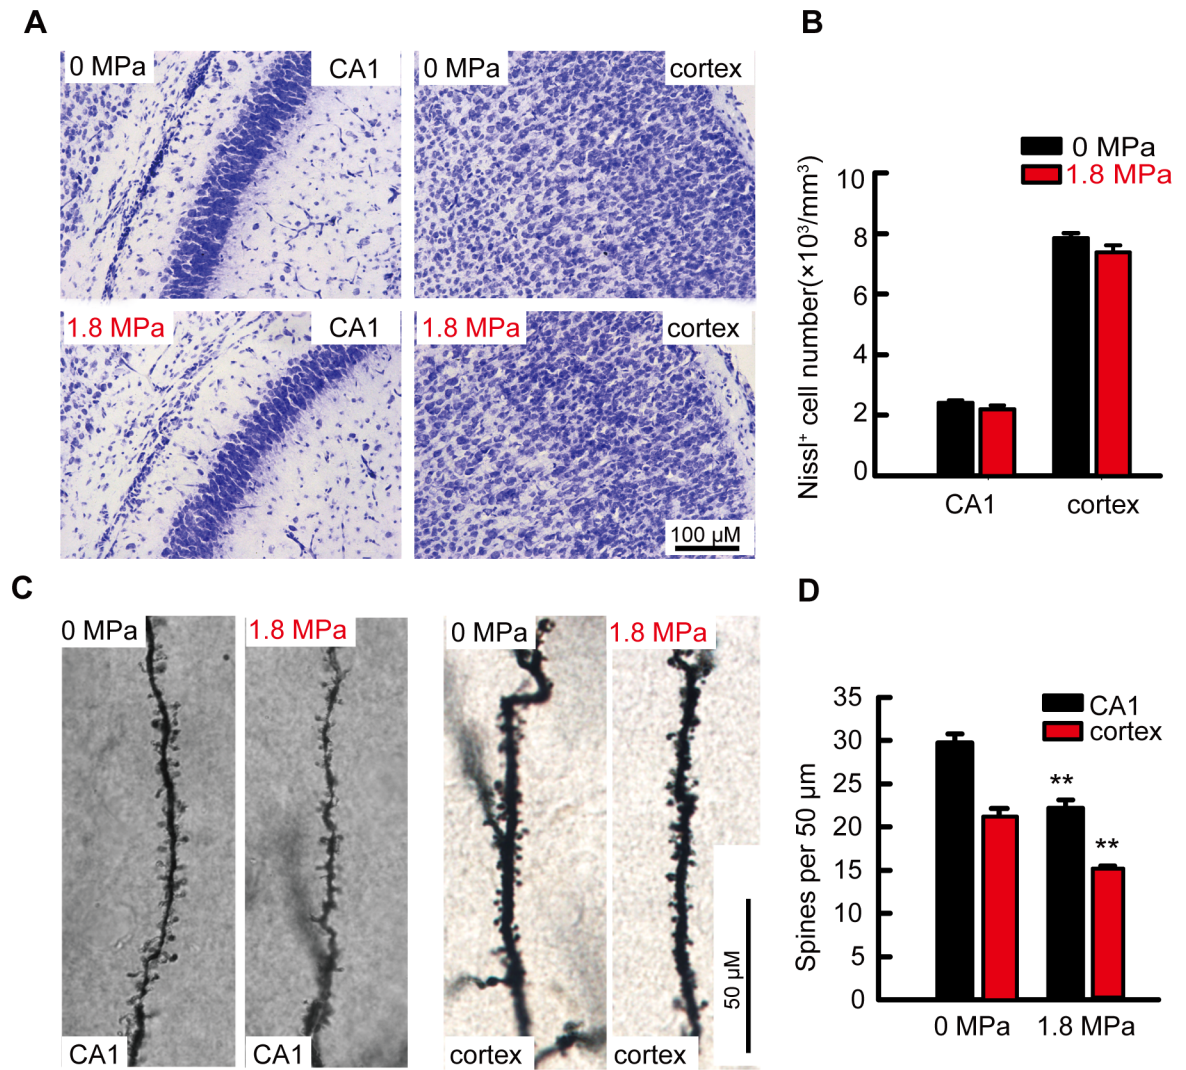 A
0 MPa
CA1
0 MPa
cortex
1.8 MPa
CA1
1.8 MPa
cortex
100 µM
B
0 MPa
1.8 MPa
Nissl⁺ cell number(×10³/mm³)
10
8
6
4
2
0
CA1
cortex
C
0 MPa
1.8 MPa
0 MPa
1.8 MPa
CA1
CA1
cortex
cortex
50 µM
D
CA1
cortex
Spines per 50 µm
35
30
25
20
15
10
5
0
**
**
0 MPa
1.8 MPa